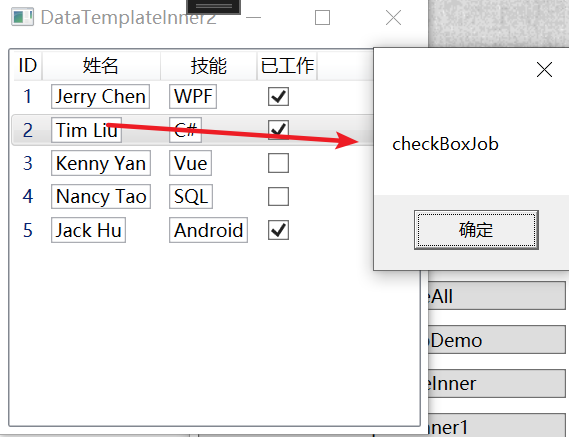 DataTemplateInner2
ID 姓名 技能 已工作
1 Jerry Chen WPF
2 Tim Liu C#
3 Kenny Yan Vue
4 Nancy Tao SQL
5 Jack Hu Android
checkBoxJob
确定
eAll
Demo
eInner
nner1